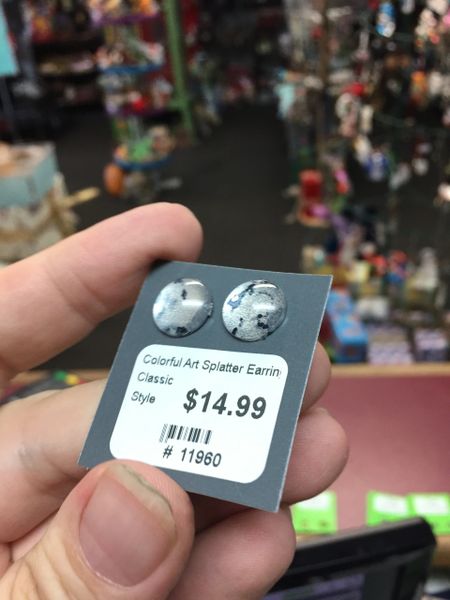 Colorful Art Splatter Earrin
Classic
Style $14.99
# 11960